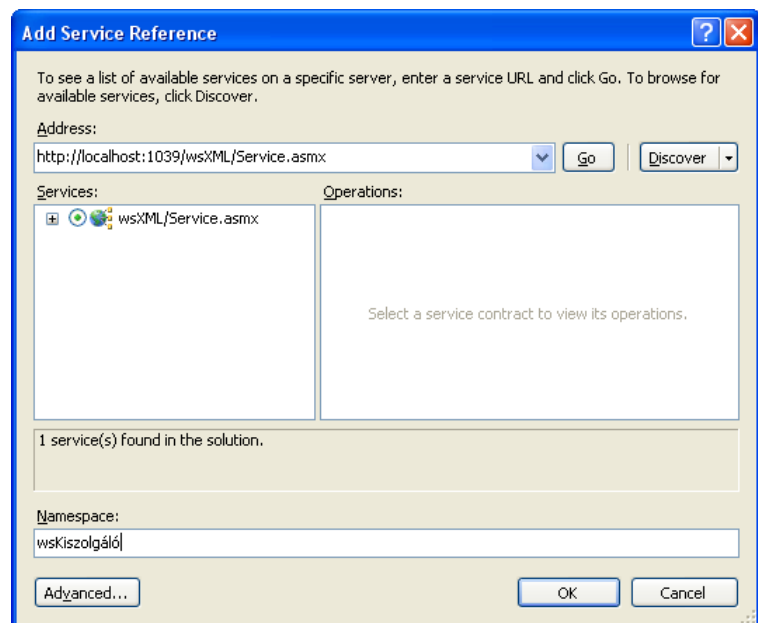 Add Service Reference
To see a list of available services on a specific server, enter a service URL and click Go. To browse for
available services, click Discover.
Address:
http://localhost:1039/wsXML/Service.asmx
Go
Discover
Services:
Operations:
wsXML/Service.asmx
Select a service contract to view its operations.
1 service(s) found in the solution.
Namespace:
wsKiszolgáló
Advanced...
OK
Cancel